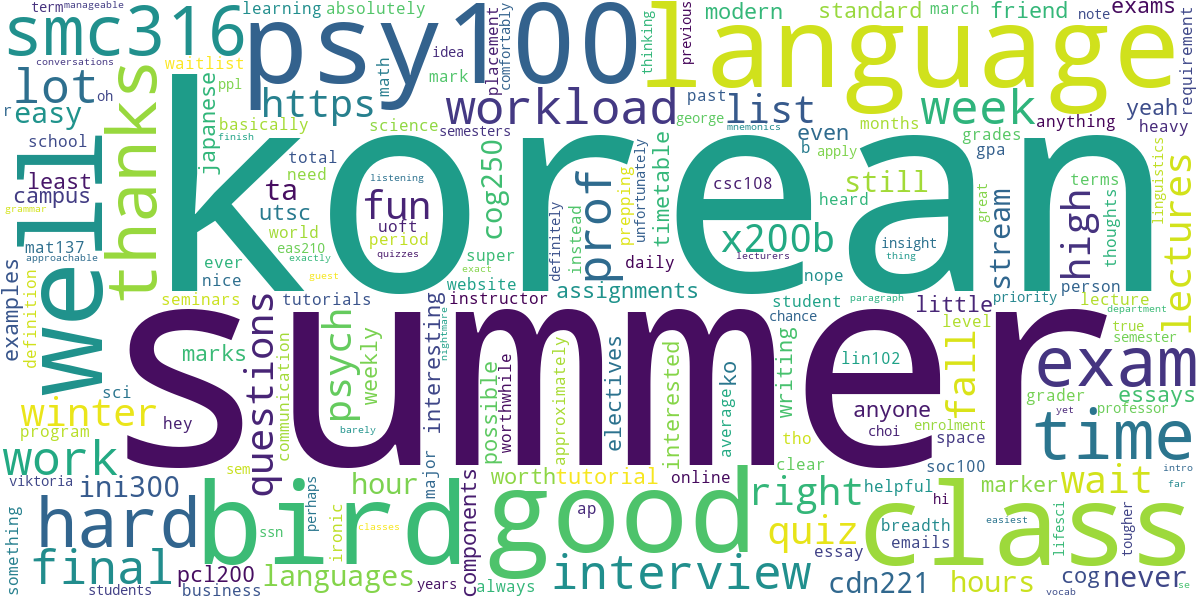 term
manageable
learning
absolutely
modern
standard
march
friend
note
exams
smc316
psy100
language
conversations
waitlist
ppl
math
idea
mark
placement
comfortably
thinking
previous
requirement
lot
oh
r
easy
thanks
japanese
https
workload
past
list
week
yeah
anything
heavy
basically
finish
science
semesters
george
mnemonics
even
b
apply
months
grades
gpa
school
well
korean
least
campus
grammar
total
need
listening
ta
utsc
fun
uoft
cog250
prof
definitely
unfortunately
instead
prepping
timetable
csc108
x200b
heard
still
stream
great
high
terms
thoughts
linguistics
lectures
mat137
approachable
world
eas210
exactly
period
quizzes
super
website
daily
lecturers
nope
insight
thing
person
ever
nice
guest
examples
definition
seminars
tutorials
instructor
assignments
student
chance
paragraph
little
priority
lecture
department
summer
questions
communication
marks
psych
weekly
interesting
nightmare
possible
worthwhile
approximately
electives
interested
average
ko
writing
lin102
level
fall
true
semester
exam
sci
winter
hey
program
barely
tho
anyone
choi
enrolment
space
grader
essays
yet
professor
time
work
viktoria
ini300
hour
major
components
worth
tutorial
online
clear
right
helpful
soc100
hi
marker
wait
intro
far
something
hard
bird
ssn
perhaps
ironic
classes
good
ap
quiz
essay
breadth
emails
class
easiest
lifesci
tougher
final
pcl200
business
students
languages
years
always
interview
cdn221
hours
cog
vocab
never
se
sem